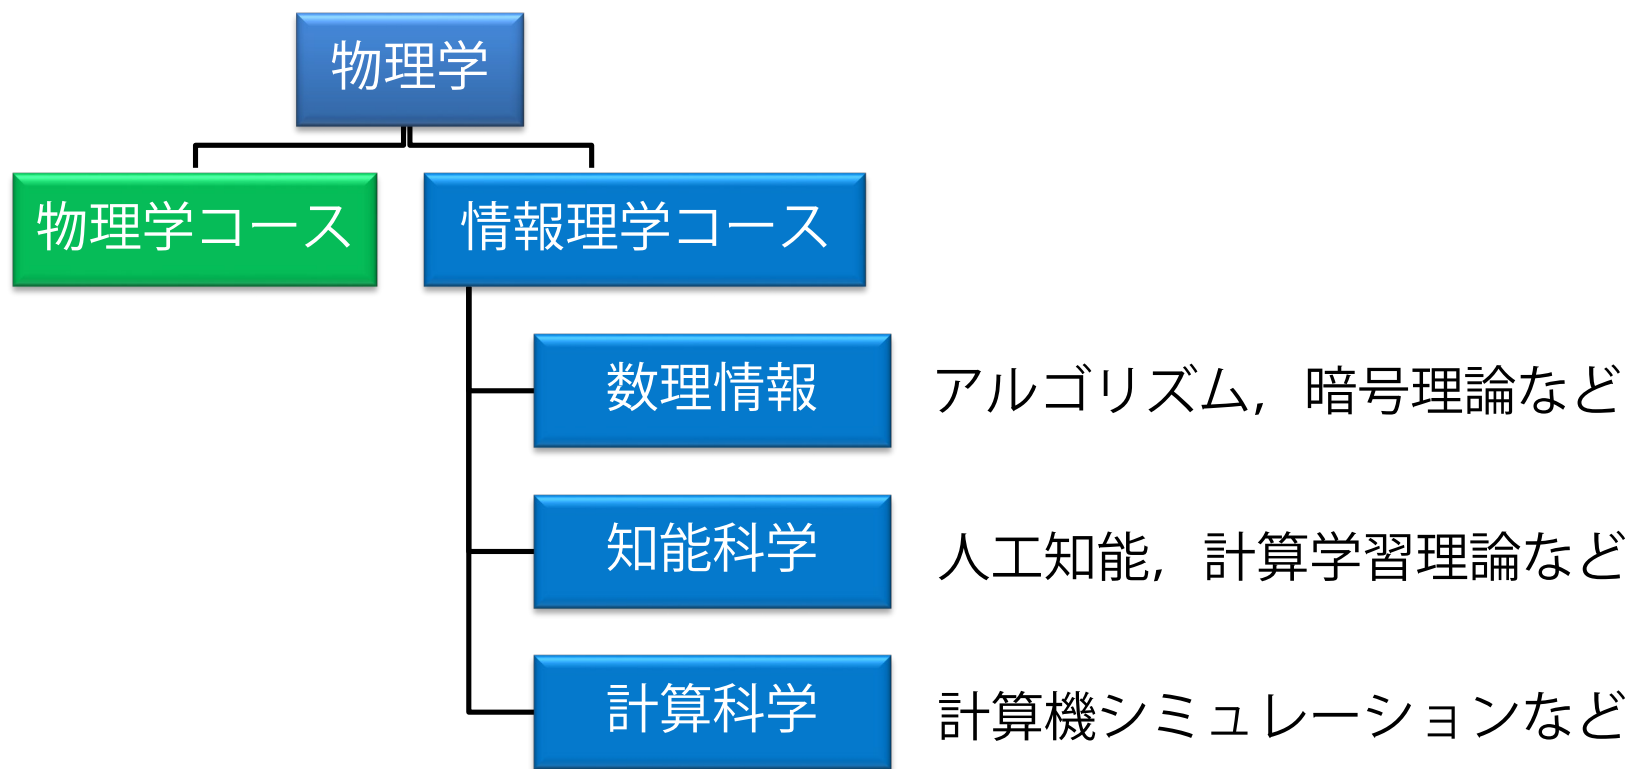 物理学
物理学コース
情報理学コース
数理情報
アルゴリズム，暗号理論など
知能科学
人工知能，計算学習理論など
計算科学
計算機シミュレーションなど